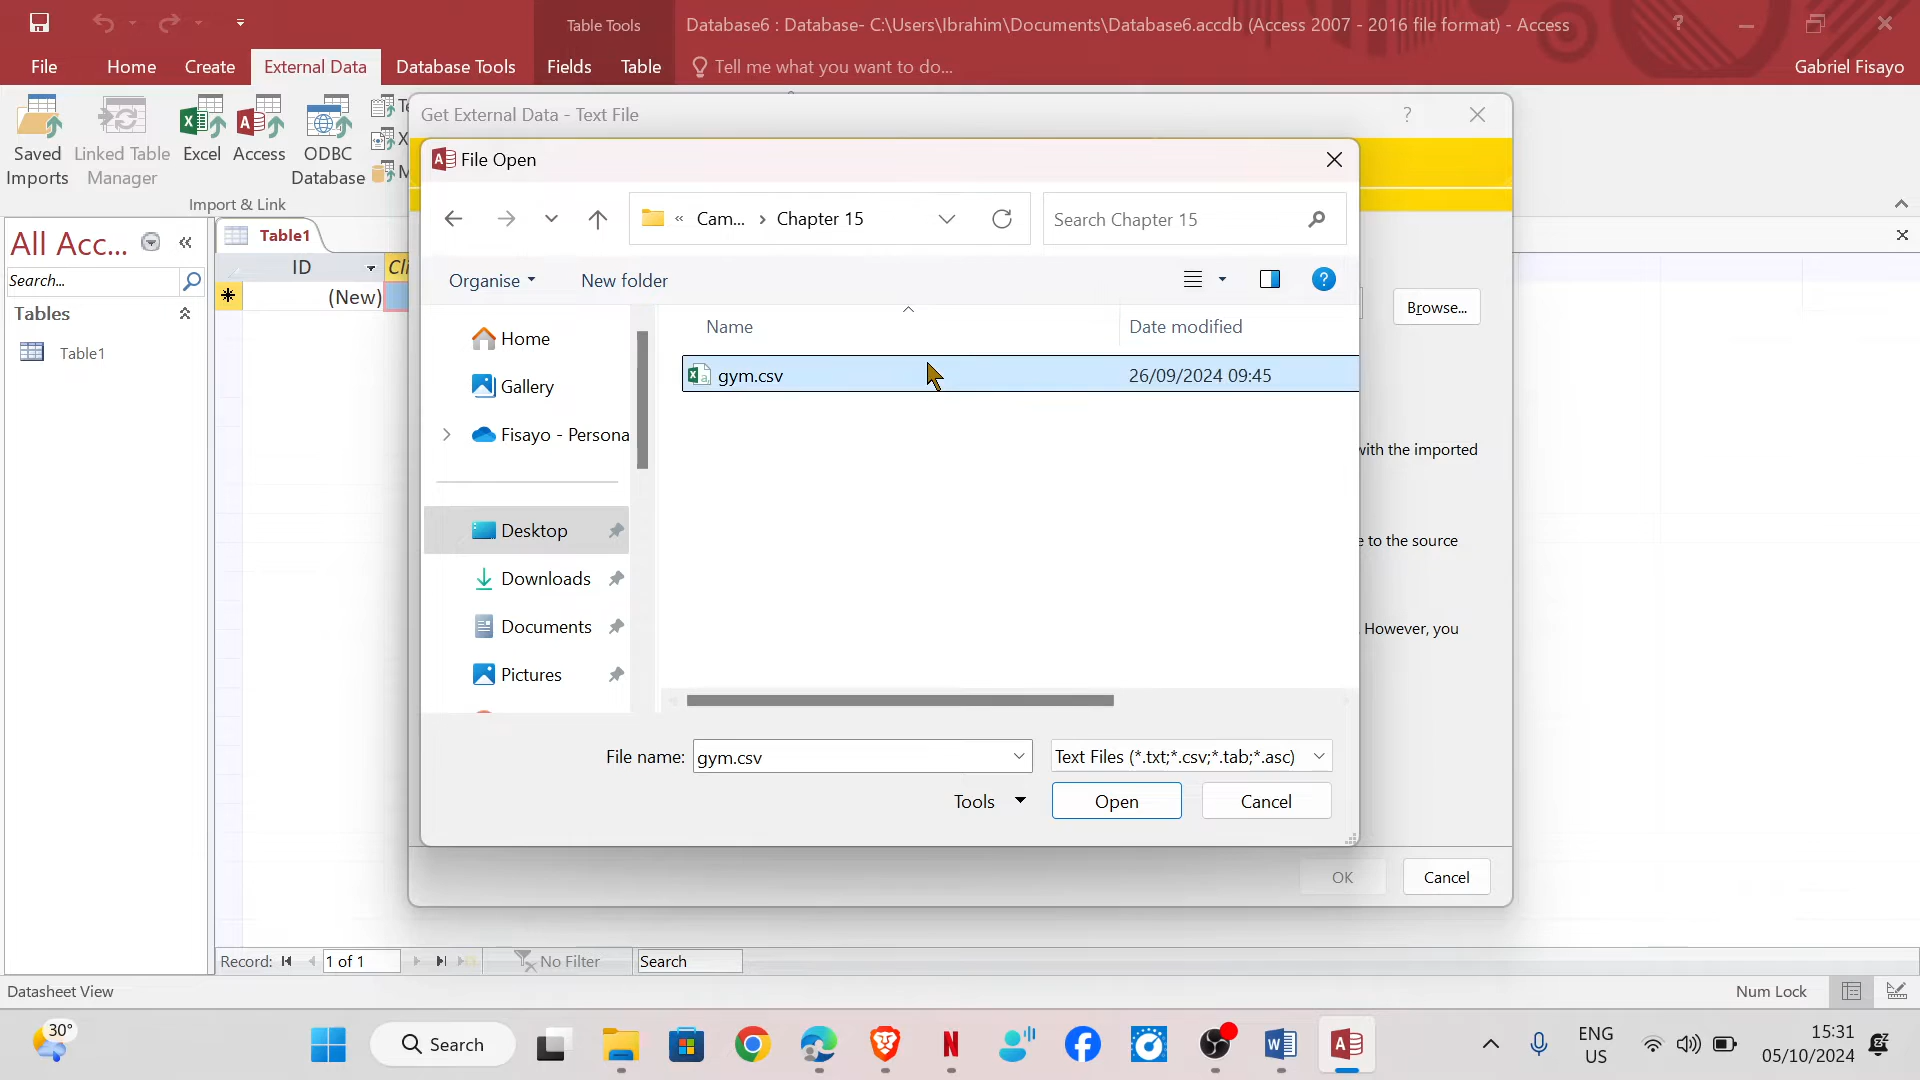 Table Tools
Database6 : Database- C:\Users\Ibrahim\Documents\Database6.accdb (Access 2007 - 2016 file format) - Access
?
File
Home
Create
External Data
Database Tools
Fields
Table
Tell me what you want to do...
Gabriel Fisayo
Saved Imports
Linked Table Manager
Excel
Access
ODBC Database
Import & Link
Get External Data - Text File
?
File Open
« Cam... > Chapter 15
Search Chapter 15
Organise
New folder
?
Home
Gallery
Fisayo - Persona
Desktop
Downloads
Documents
Pictures
Name
Date modified
gym.csv
26/09/2024 09:45
File name:
gym.csv
Text Files (*.txt;*.csv;*.tab;*.asc)
Tools
Open
Cancel
Browse...
with the imported
e to the source
However, you
OK
Cancel
All Acc...
Search...
Tables
Table1
Table1
ID
Cli
(New)
Record:
1 of 1
No Filter
Search
Datasheet View
Num Lock
30°
Search
ENG
US
15:31
05/10/2024